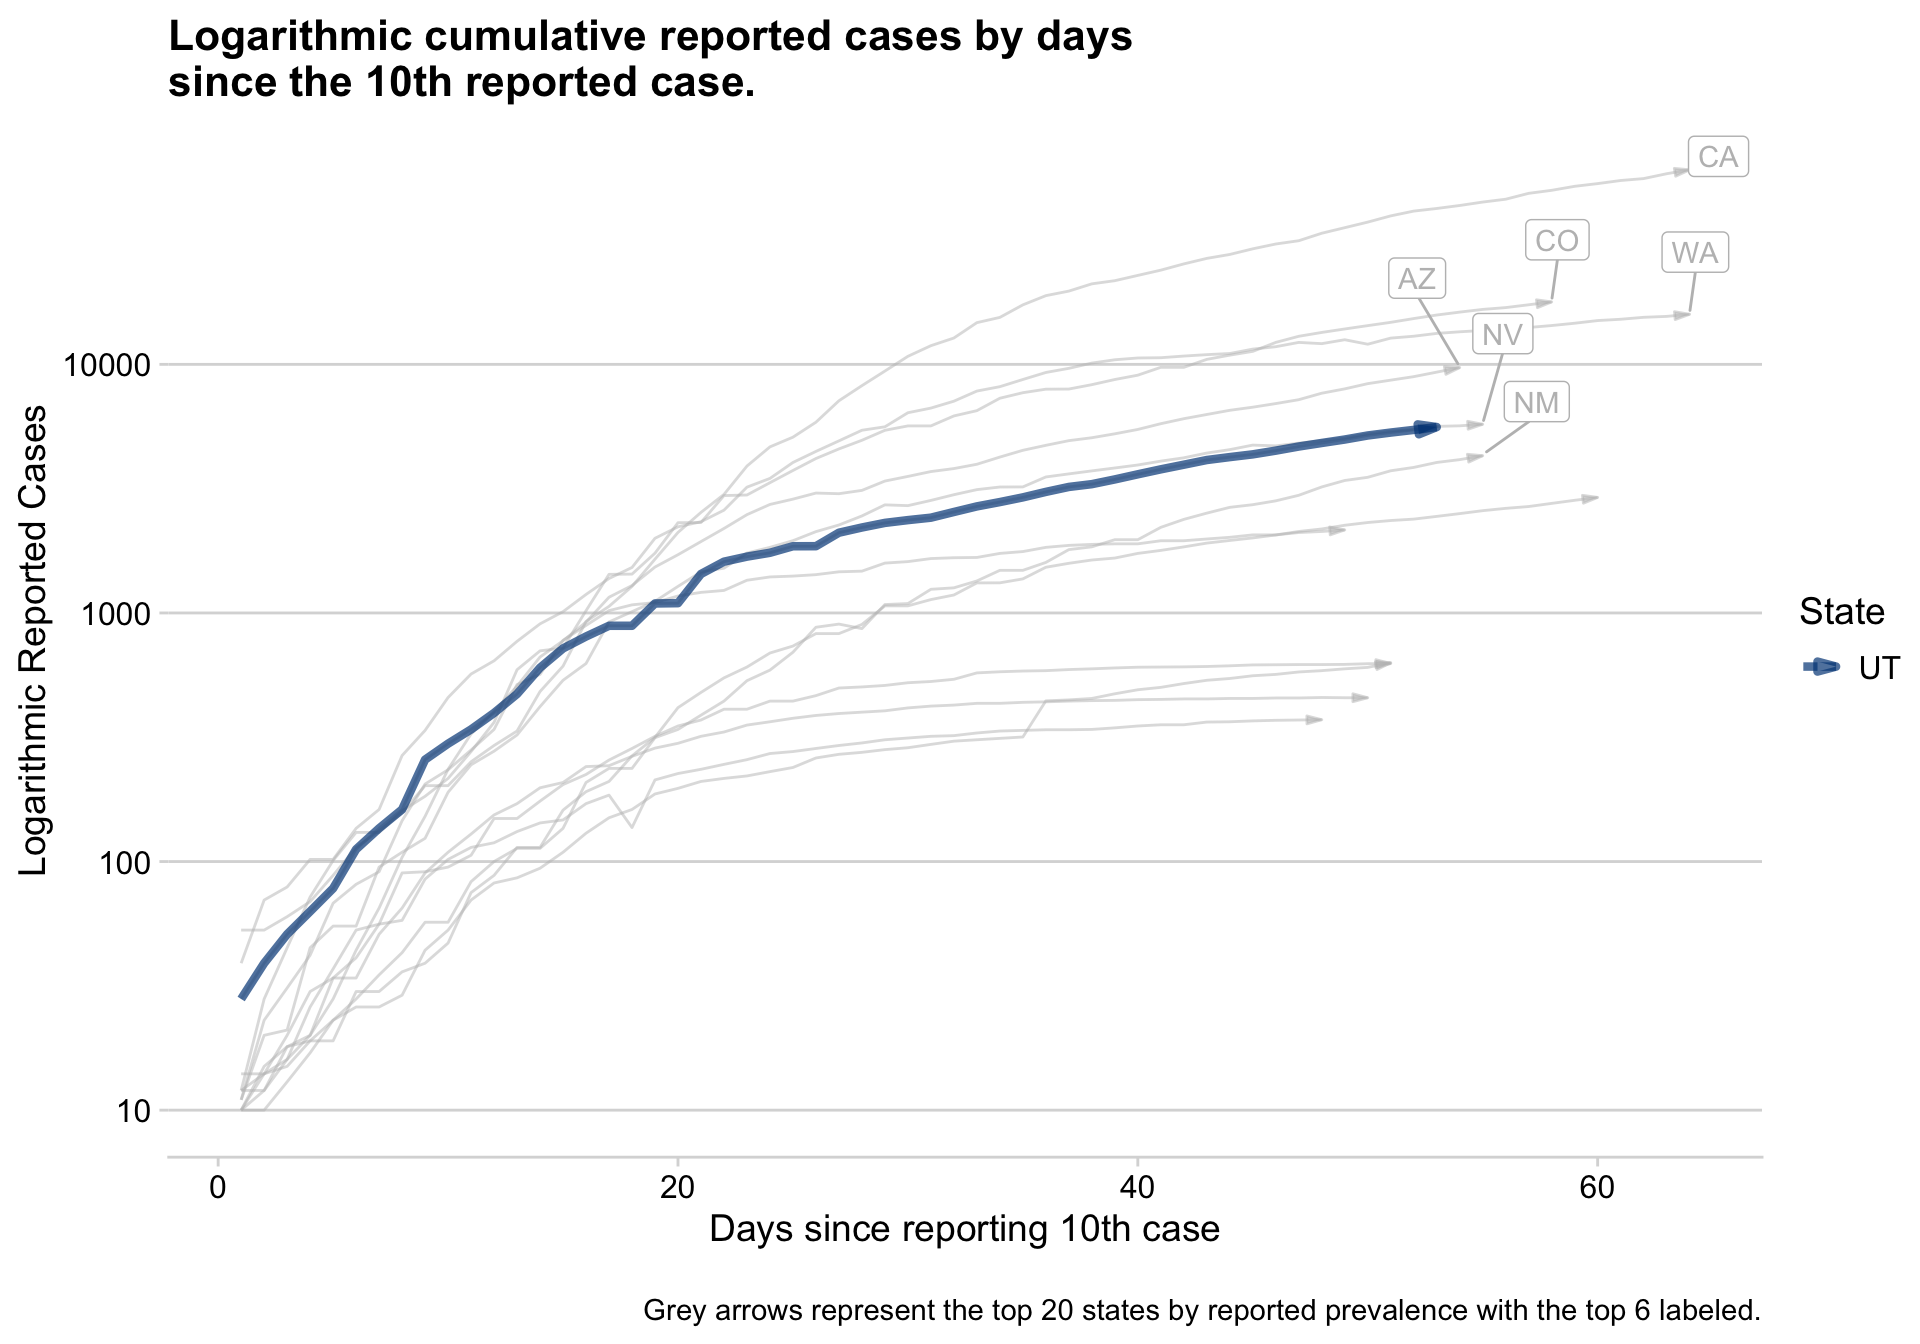 Logarithmic cumulative reported cases by days
since the 10th reported case.
CA
CO
WA
AZ
NV
NM
10000
1000
100
10
Logarithmic Reported Cases
State
UT
0 20 40 60
Days since reporting 10th case
Grey arrows represent the top 20 states by reported prevalence with the top 6 labeled.